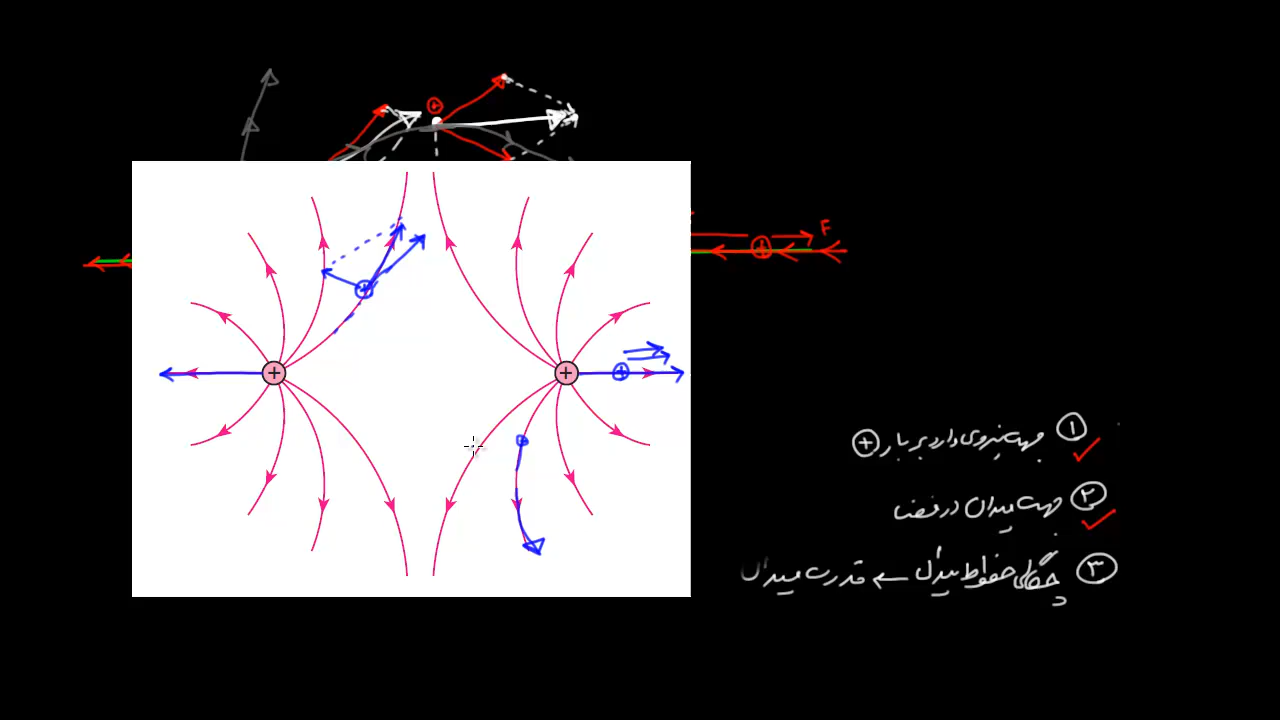 F
① جهت نیروی وارد بر بار ⊕
② جهت میدان در فضا
③ چگالی خطوط میدان ⇐ قدرت میدان